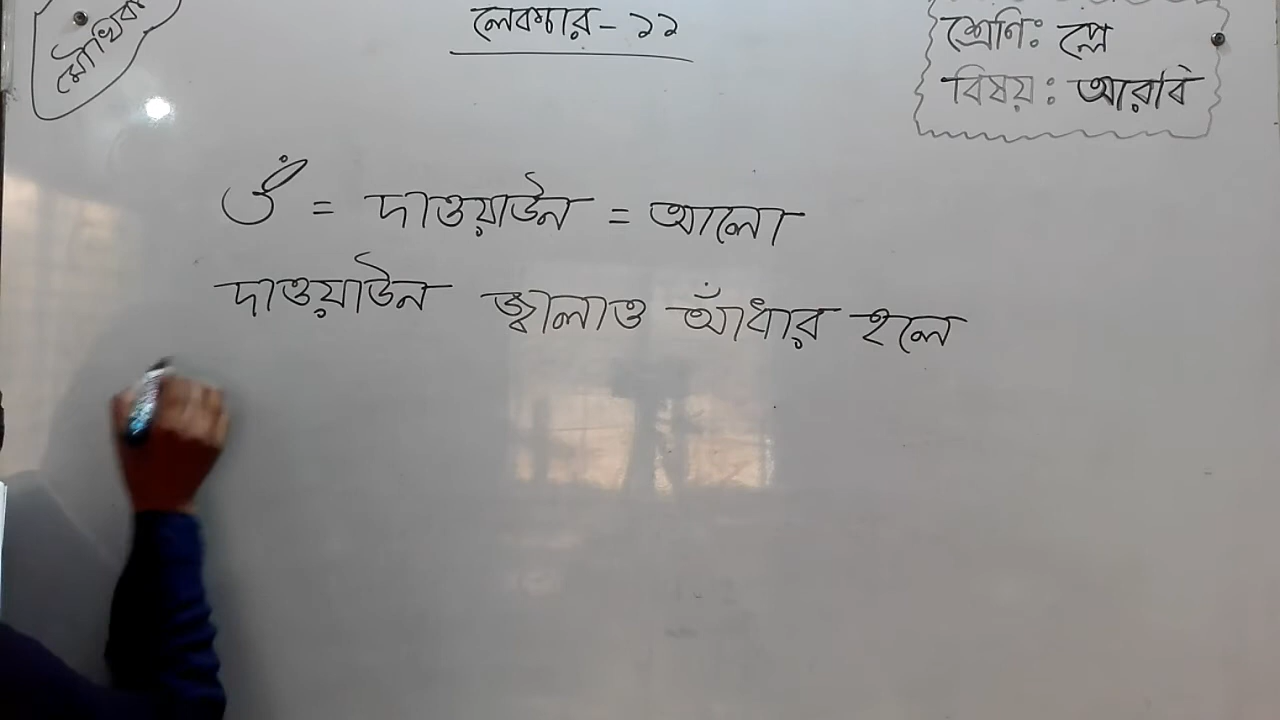 মৌখিক
লেকচার - ১১
শ্রেণি: প্লে
বিষয়: আরবি
ض = দাওয়াউন = আলো
দাওয়াউন জ্বালাও আঁধার হলে